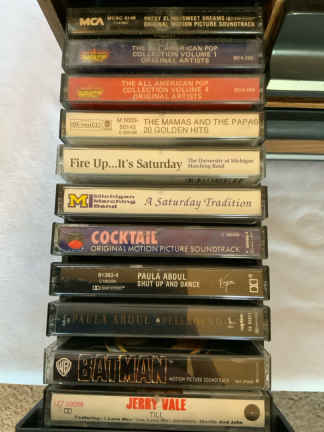 MCA
PATSY CLINE/SWEET DREAMS
ORIGINAL MOTION PICTURE SOUNDTRACK
THE ALL AMERICAN POP
COLLECTION VOLUME 1
ORIGINAL ARTISTS
THE ALL AMERICAN POP
COLLECTION VOLUME 4
ORIGINAL ARTISTS
THE MAMAS AND THE PAPAS
20 GOLDEN HITS
Fire Up...It's Saturday
The University of Michigan
Marching Band
M Michigan
Marching
Band
A Saturday Tradition
COCKTAIL
ORIGINAL MOTION PICTURE SOUNDTRACK
PAULA ABDUL
SHUT UP AND DANCE
Virgin
PAULA ABDUL SPELLBOUND
BATMAN
MOTION PICTURE SOUNDTRACK
JERRY VALE
TILL